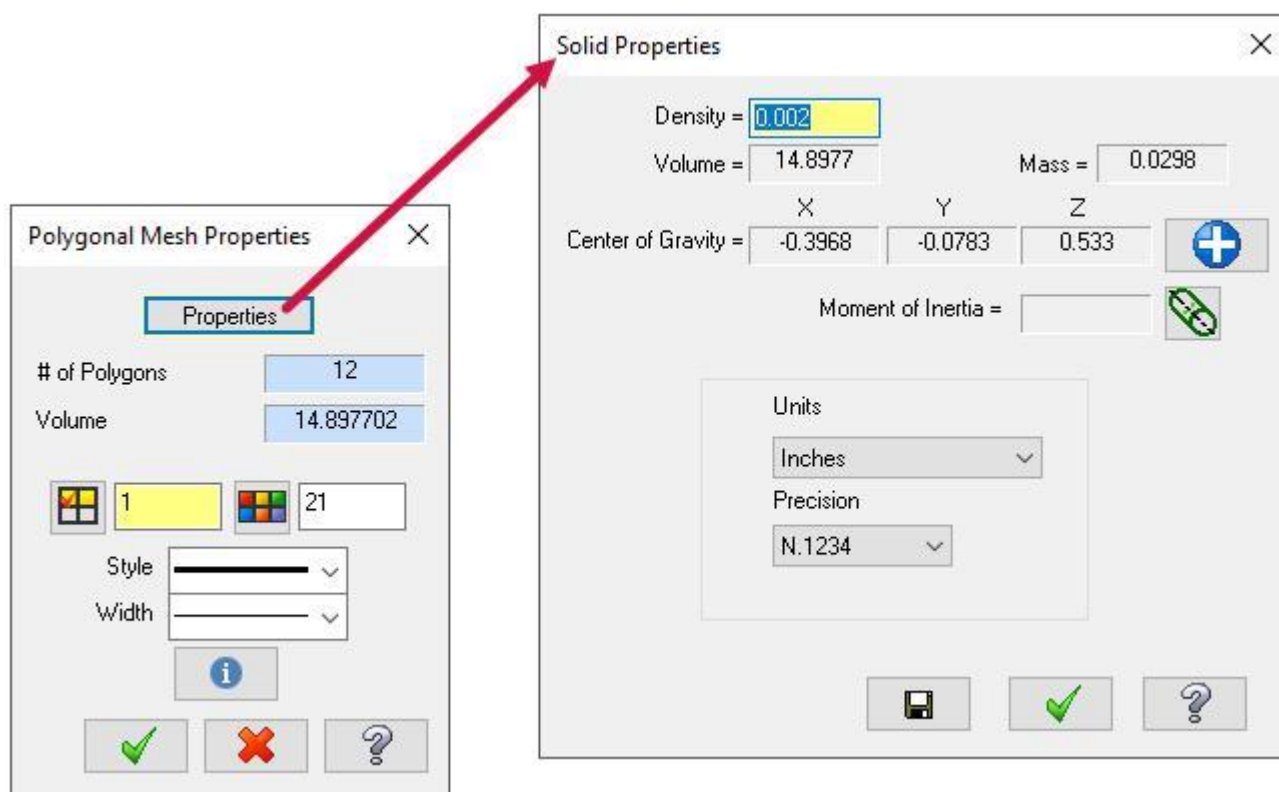 Solid Properties
Density = 0.002
Volume = 14.8977 Mass = 0.0298
X Y Z
Center of Gravity = -0.3968 -0.0783 0.533
Moment of Inertia =
Units
Inches
Precision
N.1234
Polygonal Mesh Properties
Properties
# of Polygons 12
Volume 14.897702
1 21
Style
Width